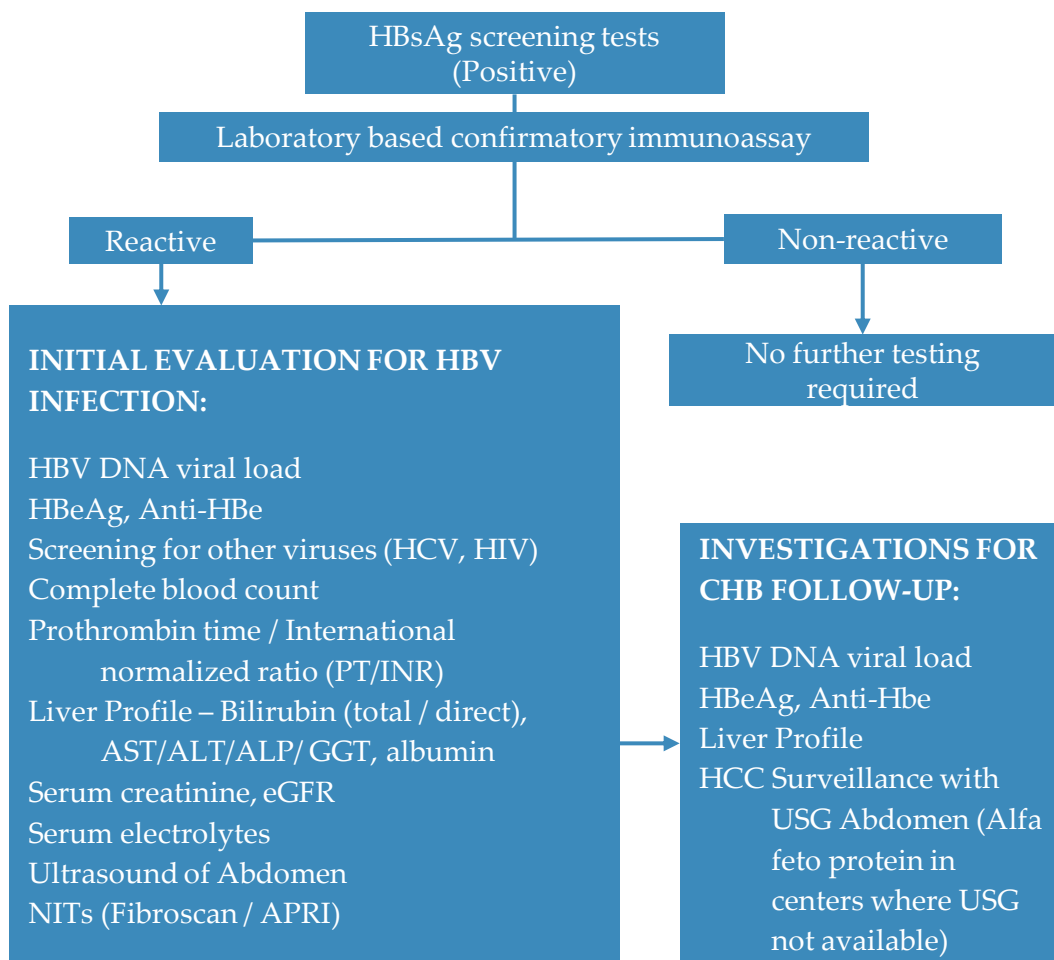 HBsAg screening tests
(Positive)
Laboratory based confirmatory immunoassay
Reactive
Non-reactive
No further testing
required
INITIAL EVALUATION FOR HBV
INFECTION:
HBV DNA viral load
HBeAg, Anti-HBe
Screening for other viruses (HCV, HIV)
Complete blood count
Prothrombin time / International
normalized ratio (PT/INR)
Liver Profile – Bilirubin (total / direct),
AST/ALT/ALP/ GGT, albumin
Serum creatinine, eGFR
Serum electrolytes
Ultrasound of Abdomen
NITs (Fibroscan / APRI)
INVESTIGATIONS FOR
CHB FOLLOW-UP:
HBV DNA viral load
HBeAg, Anti-Hbe
Liver Profile
HCC Surveillance with
USG Abdomen (Alfa
feto protein in
centers where USG
not available)